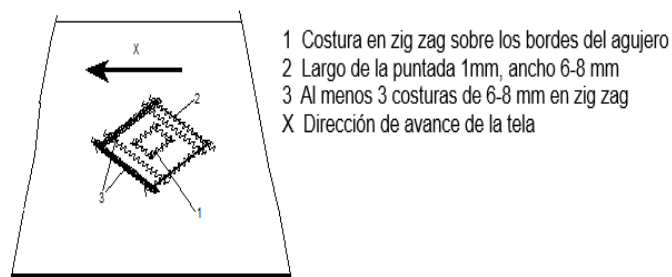 1 Costura en zig zag sobre los bordes del agujero
2 Largo de la puntada 1mm, ancho 6-8 mm
3 Al menos 3 costuras de 6-8 mm en zig zag
X Dirección de avance de la tela
X
2
3
1